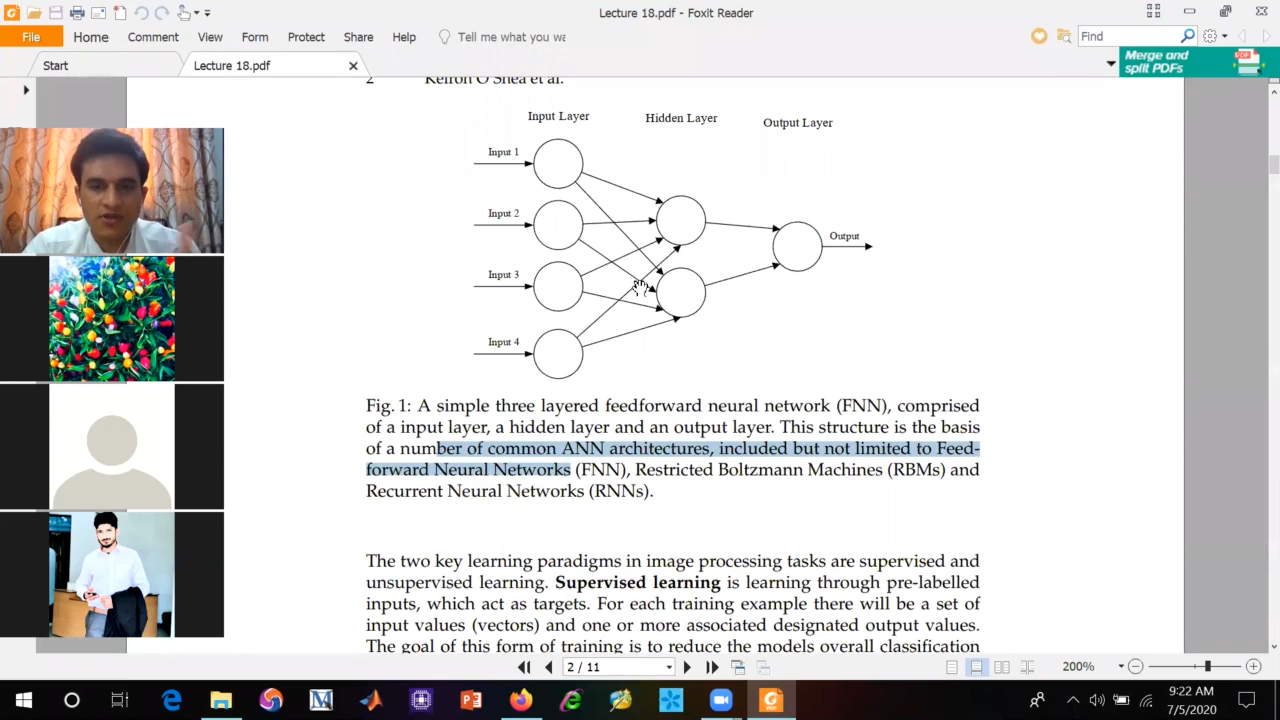 Lecture 18.pdf - Foxit Reader
File
Home
Comment
View
Form
Protect
Share
Help
Tell me what you wa
Find
Start
Lecture 18.pdf
Merge and
split PDFs
2 Keiron O'Shea et al.
Input Layer
Hidden Layer
Output Layer
Input 1
Input 2
Input 3
Input 4
Output
Fig. 1: A simple three layered feedforward neural network (FNN), comprised
of a input layer, a hidden layer and an output layer. This structure is the basis
of a number of common ANN architectures, included but not limited to Feed-
forward Neural Networks (FNN), Restricted Boltzmann Machines (RBMs) and
Recurrent Neural Networks (RNNs).
The two key learning paradigms in image processing tasks are supervised and
unsupervised learning. Supervised learning is learning through pre-labelled
inputs, which act as targets. For each training example there will be a set of
input values (vectors) and one or more associated designated output values.
The goal of this form of training is to reduce the models overall classification
2 / 11
200%
9:22 AM
7/5/2020